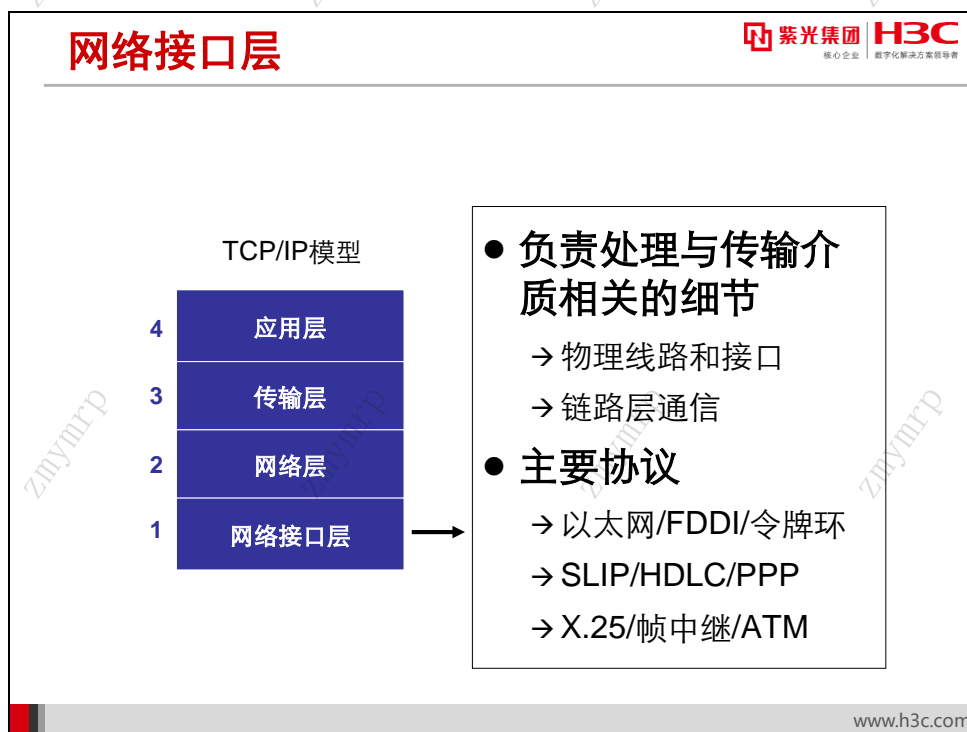 网络接口层
紫光集团 H3C
核心企业 数字化解决方案领导者
TCP/IP模型
4 应用层
3 传输层
2 网络层
1 网络接口层
● 负责处理与传输介
质相关的细节
→ 物理线路和接口
→ 链路层通信
● 主要协议
→ 以太网/FDDI/令牌环
→ SLIP/HDLC/PPP
→ X.25/帧中继/ATM
zmymrp
zmymrp
zmymrp
zmymrp
www.h3c.com